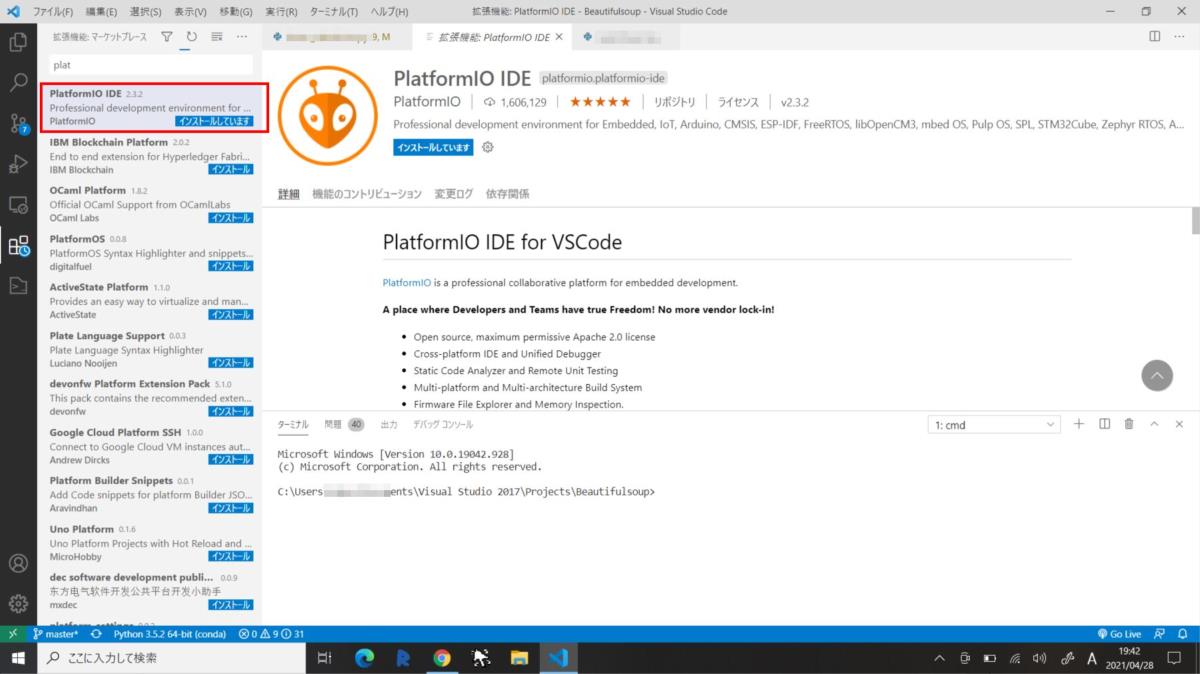 ファイル(F) 編集(E) 選択(S) 表示(V) 移動(G) 実行(R) ターミナル(T) ヘルプ(H) 拡張機能: PlatformIO IDE - Beautifulsoup - Visual Studio Code
拡張機能: マーケットプレース
9, M 拡張機能: PlatformIO IDE
plat
PlatformIO IDE 2.3.2
Professional development environment for ...
PlatformIO インストールしています
IBM Blockchain Platform 2.0.2
End to end extension for Hyperledger Fabri...
IBM Blockchain インストール
OCaml Platform 1.8.2
Official OCaml Support from OCamlLabs
OCaml Labs インストール
PlatformOS 0.0.8
PlatformOS Syntax Highlighter and snippets...
digitalfuel インストール
ActiveState Platform 1.1.0
Provides an easy way to virtualize and man...
ActiveState インストール
Plate Language Support 0.0.3
Plate Language Syntax Highlighter
Luciano Nooijen インストール
devonfw Platform Extension Pack 5.1.0
This pack contains the recommended exten...
devonfw インストール
Google Cloud Platform SSH 1.0.0
Connect to Google Cloud VM instances aut...
Andrew Dircks インストール
Platform Builder Snippets 0.0.1
Add Code snippets for platform Builder JSO...
Aravindhan インストール
Uno Platform 0.1.6
Uno Platform Projects with Hot Reload and ...
MicroHobby インストール
dec software development publi... 0.0.9
东方电气软件开发公共平台开发小助手
mxdec インストール
PlatformIO IDE platformio.platformio-ide
PlatformIO 1,606,129 ★★★★★ リポジトリ ライセンス v2.3.2
Professional development environment for Embedded, IoT, Arduino, CMSIS, ESP-IDF, FreeRTOS, libOpenCM3, mbed OS, Pulp OS, SPL, STM32Cube, Zephyr RTOS, A...
インストールしています
詳細 機能のコントリビューション 変更ログ 依存関係
PlatformIO IDE for VSCode
PlatformIO is a professional collaborative platform for embedded development.
A place where Developers and Teams have true Freedom! No more vendor lock-in!
• Open source, maximum permissive Apache 2.0 license
• Cross-platform IDE and Unified Debugger
• Static Code Analyzer and Remote Unit Testing
• Multi-platform and Multi-architecture Build System
• Firmware File Explorer and Memory Inspection.
ターミナル 問題 40 出力 デバッグ コンソール 1: cmd
Microsoft Windows [Version 10.0.19042.928]
(c) Microsoft Corporation. All rights reserved.
C:\Users ents\Visual Studio 2017\Projects\Beautifulsoup>
7
master* Python 3.5.2 64-bit (conda) 0 9 31 Go Live
ここに入力して検索
A 19:42
2021/04/28